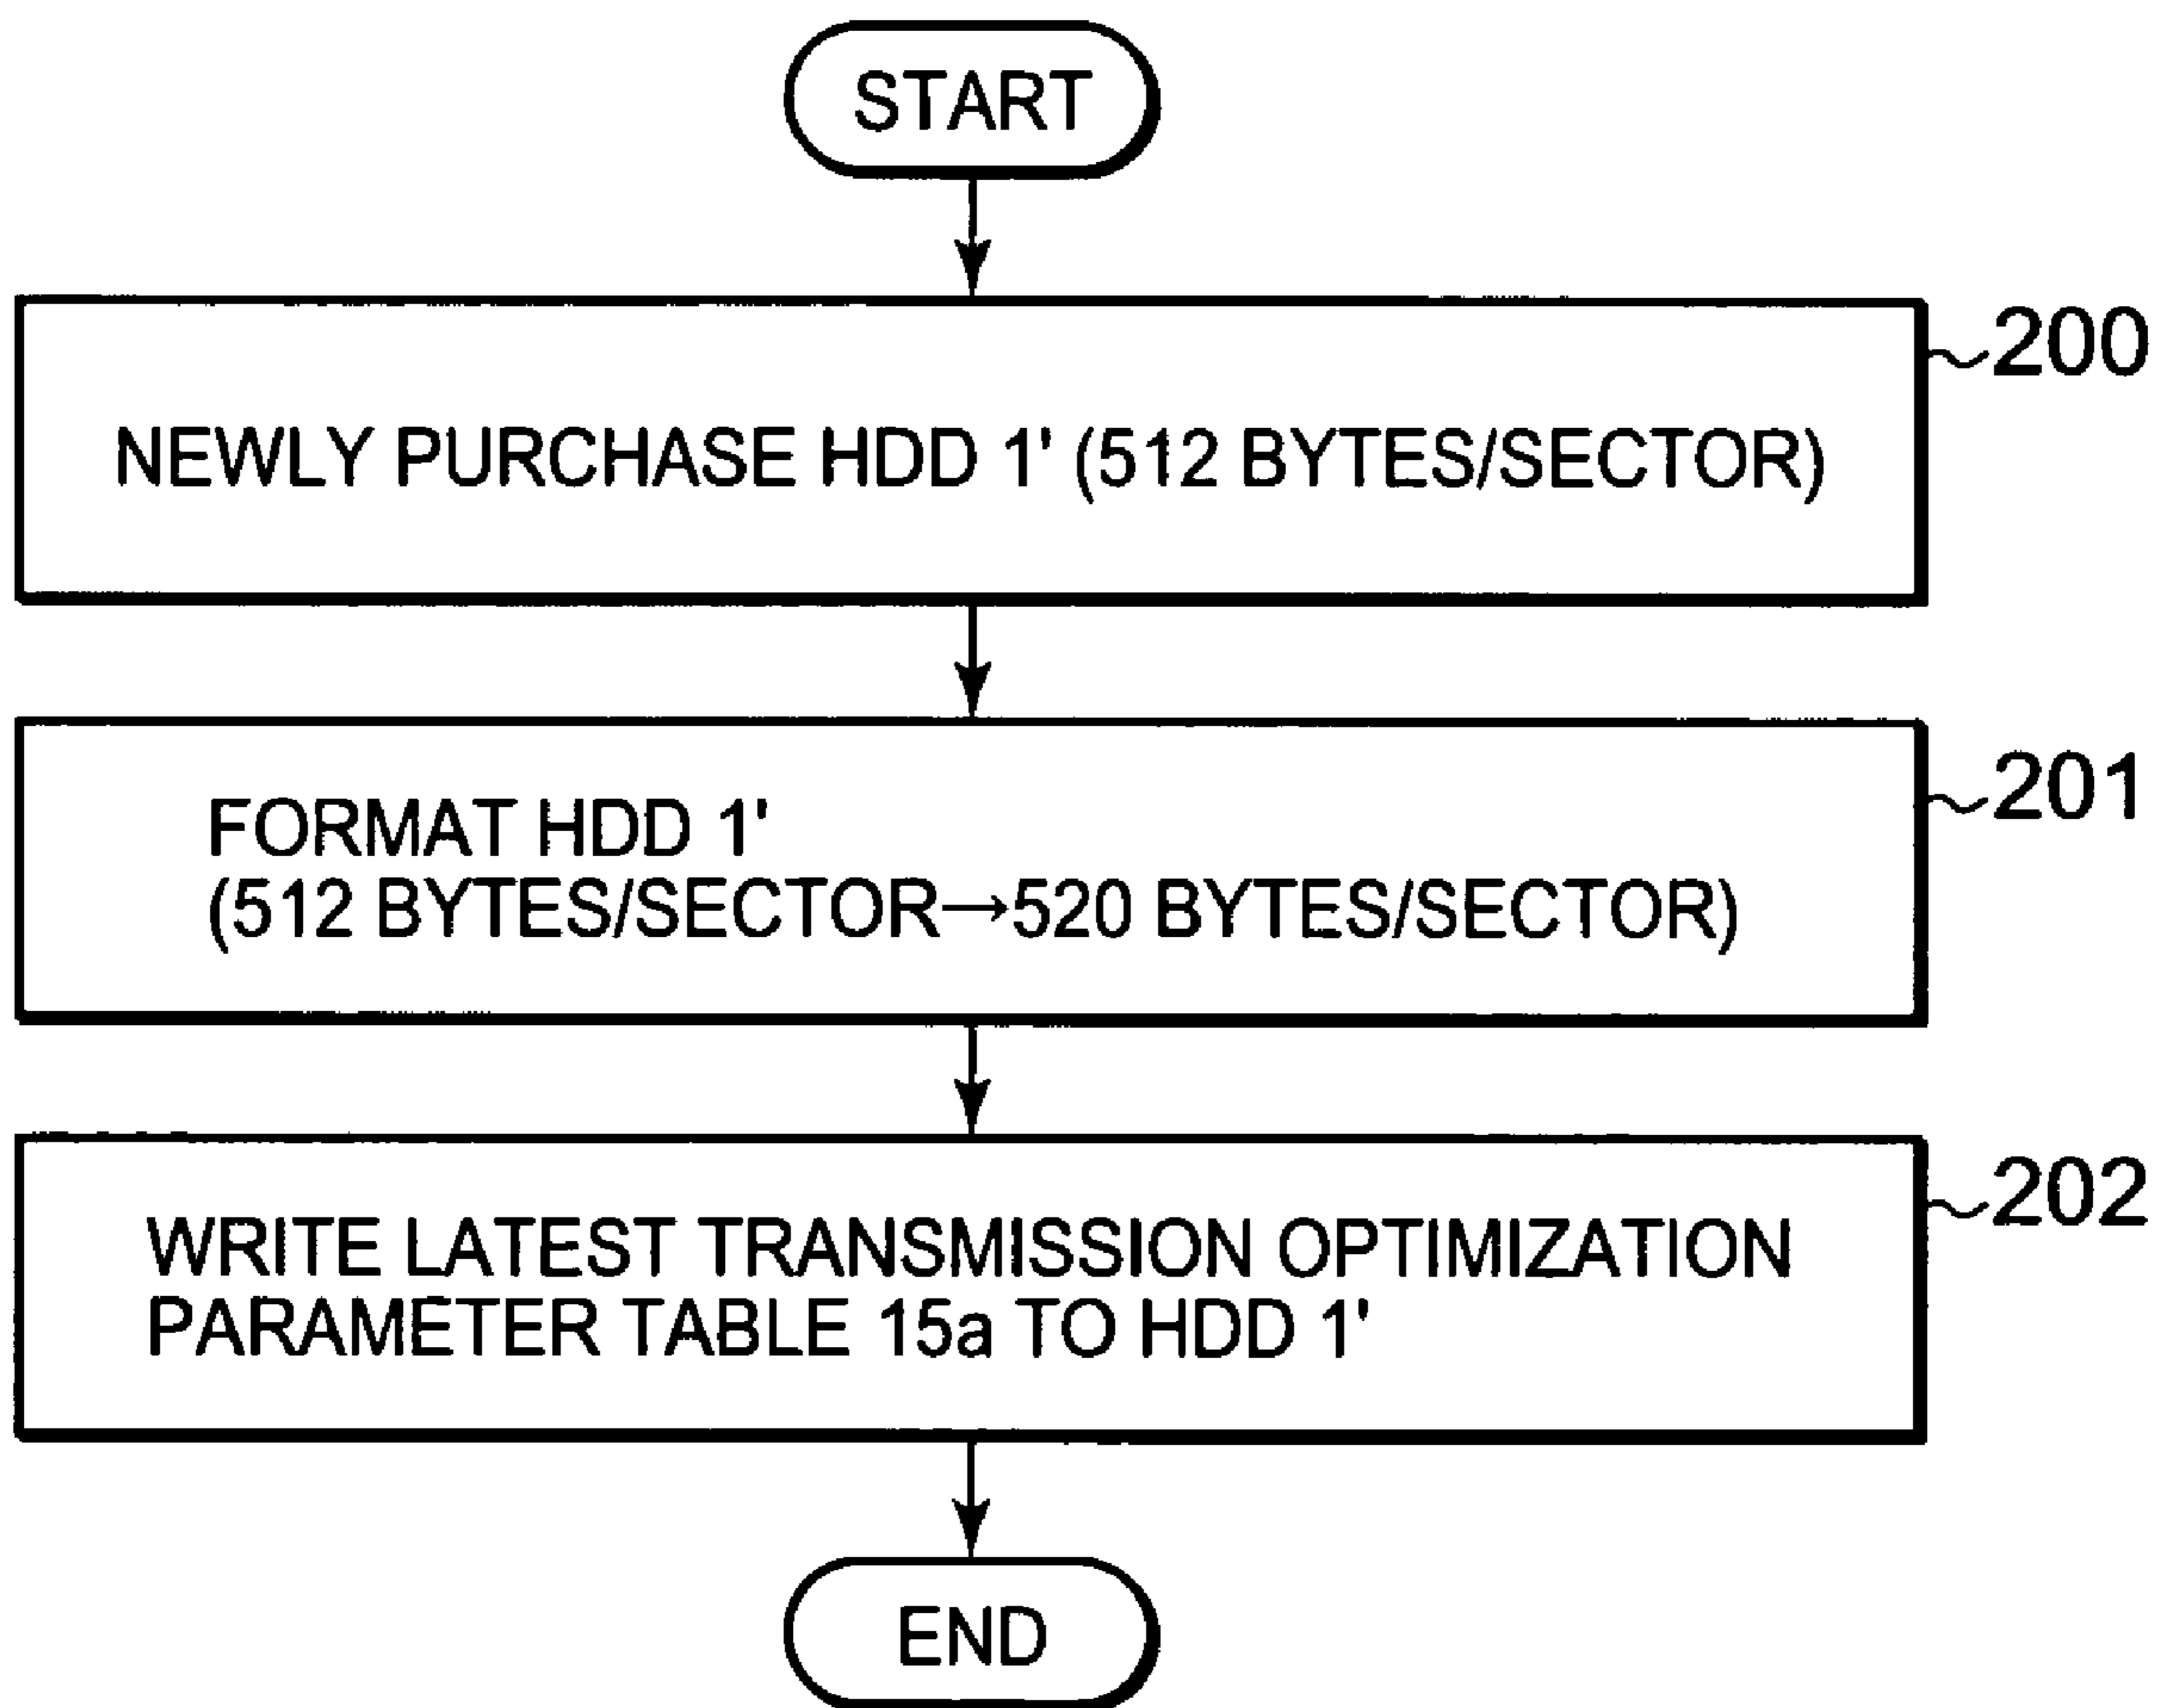 START
200
NEWLY PURCHASE HDD 1' (512 BYTES/SECTOR)
201
FORMAT HDD 1'
(512 BYTES/SECTOR→520 BYTES/SECTOR)
202
WRITE LATEST TRANSMISSION OPTIMIZATION
PARAMETER TABLE 15a TO HDD 1'
END